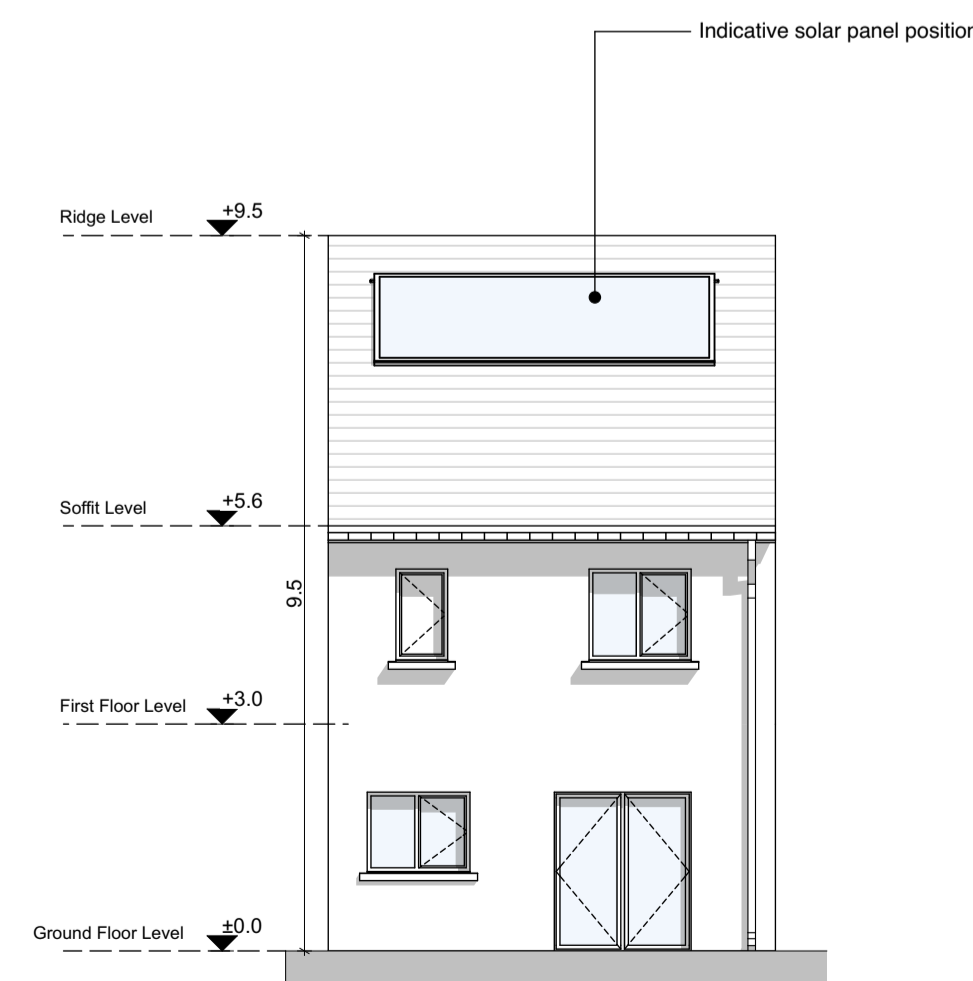 Indicative solar panel position
Ridge Level +9.5
Soffit Level +5.6
9.5
First Floor Level +3.0
Ground Floor Level ±0.0